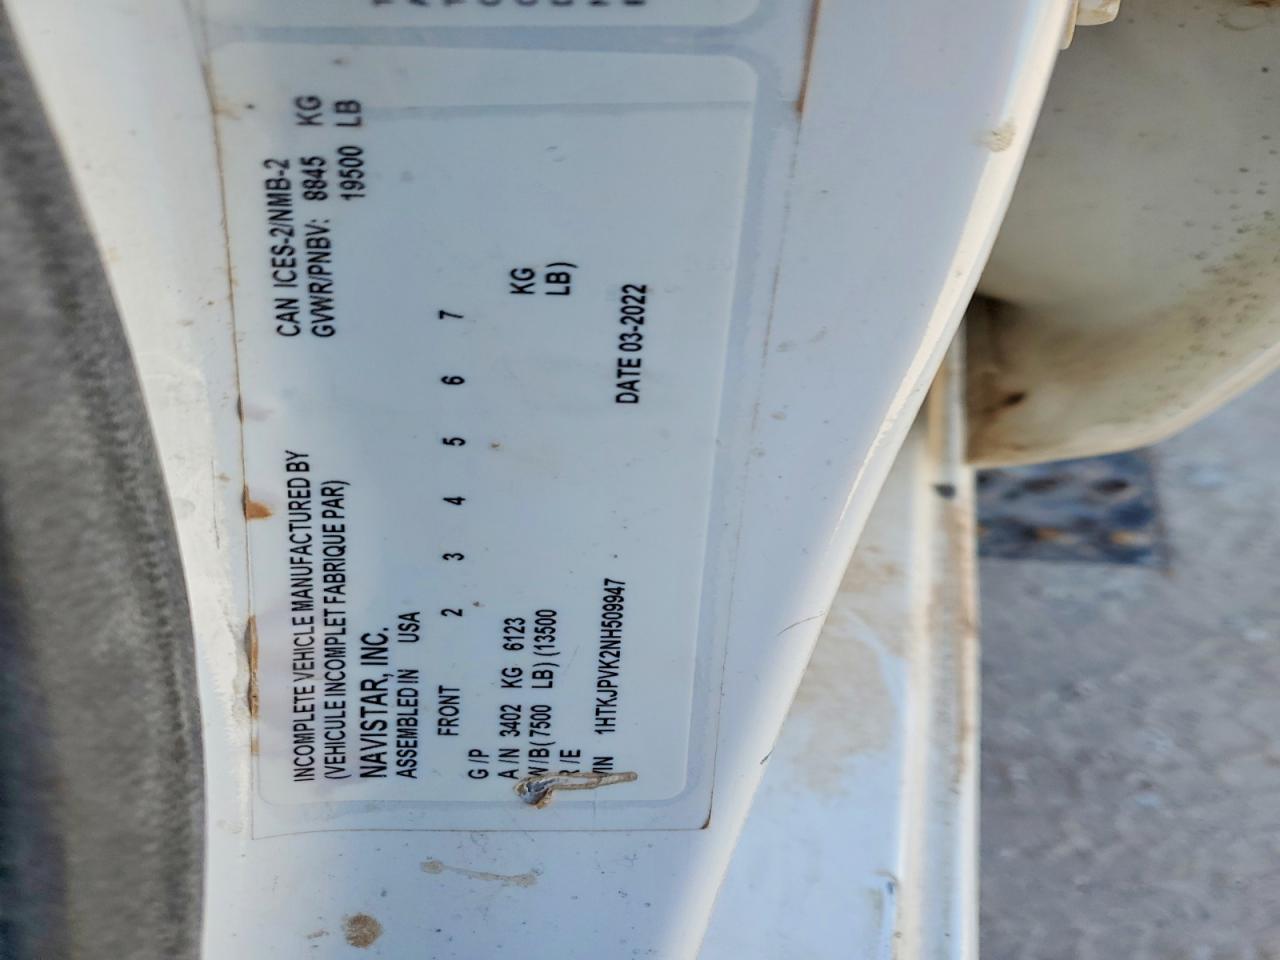 INCOMPLETE VEHICLE MANUFACTURED BY
(VEHICULE INCOMPLET FABRIQUE PAR)
NAVISTAR, INC.
ASSEMBLED IN USA
CAN ICES-2/NMB-2
GVWR/PNBV: 8845 KG
19500 LB
FRONT 2 3 4 5 6 7
G/P
A/N 3402 KG 6123 KG
W/B(7500 LB)(13500 LB)
/E
VIN 1HTKJPVK2NH509947 DATE 03-2022